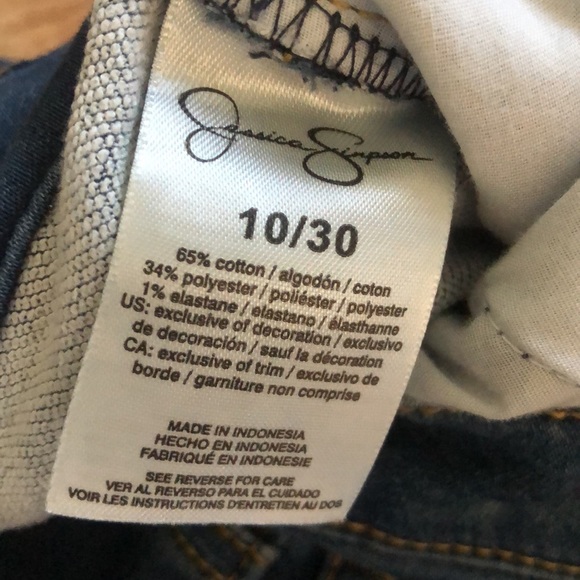 Jessica Simpson
10/30
65% cotton / algodón / coton
34% polyester / poliéster / polyester
1% elastane / elastano / élasthanne
US: exclusive of decoration / exclusivo
de decoración / sauf la décoration
CA: exclusive of trim / exclusivo de
borde / garniture non comprise
MADE IN INDONESIA
HECHO EN INDONESIA
FABRIQUÉ EN INDONESIE
SEE REVERSE FOR CARE
VER AL REVERSO PARA EL CUIDADO
VOIR LES INSTRUCTIONS D'ENTRETIEN AU DOS